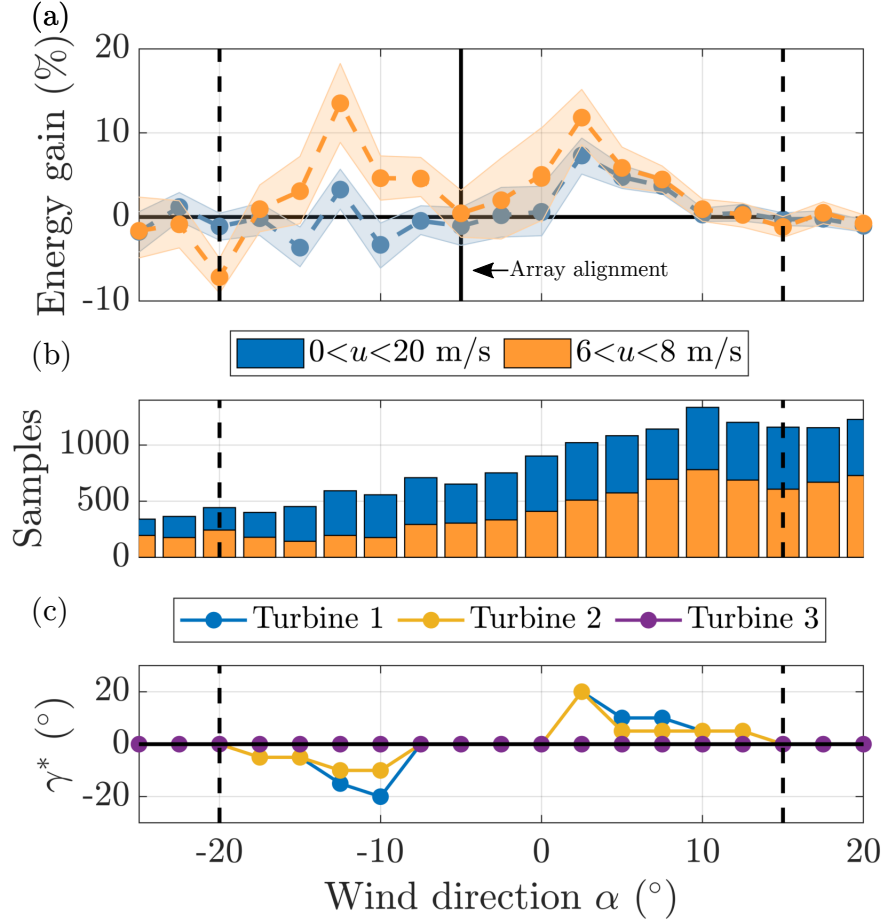 (a)
20
10
0
-10
Energy gain (%)
Array alignment
(b)
0<u<20 m/s 6<u<8 m/s
1000
500
0
Samples
(c)
Turbine 1 Turbine 2 Turbine 3
20
0
-20
γ* (°)
-20 -10 0 10 20
Wind direction α (°)